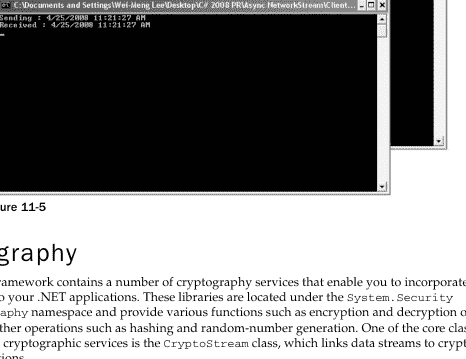 C:\Documents and Settings\Wei-Meng Lee\Desktop\C# 2008 PR\Async NetworkStream\Client...
Sending : 4/25/2008 11:21:27 AM
Received : 4/25/2008 11:21:27 AM
ure 11-5
graphy
ramework contains a number of cryptography services that enable you to incorporate
o your .NET applications. These libraries are located under the System.Security
aphy namespace and provide various functions such as encryption and decryption o
ther operations such as hashing and random-number generation. One of the core clas
cryptographic services is the CryptoStream class, which links data streams to crypt
tions.